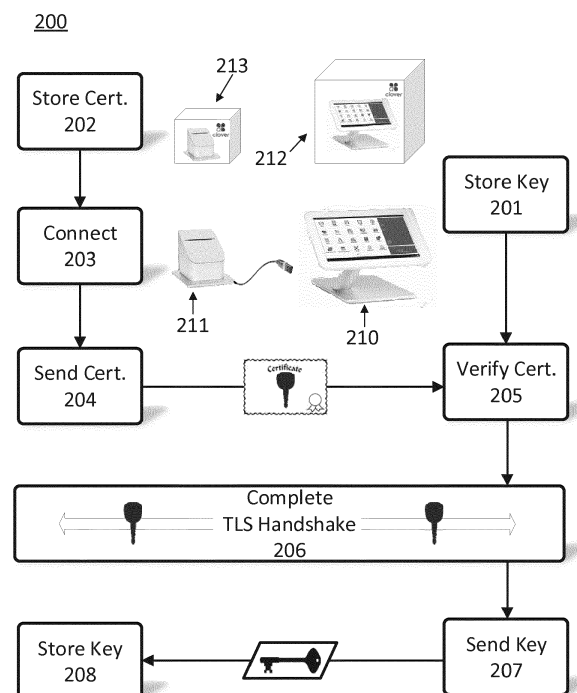 200
213
Store Cert.
202
clover
clover
212
Store Key
201
Connect
203
211
210
Send Cert.
204
Certificate
Verify Cert.
205
Complete
TLS Handshake
206
Store Key
208
Send Key
207